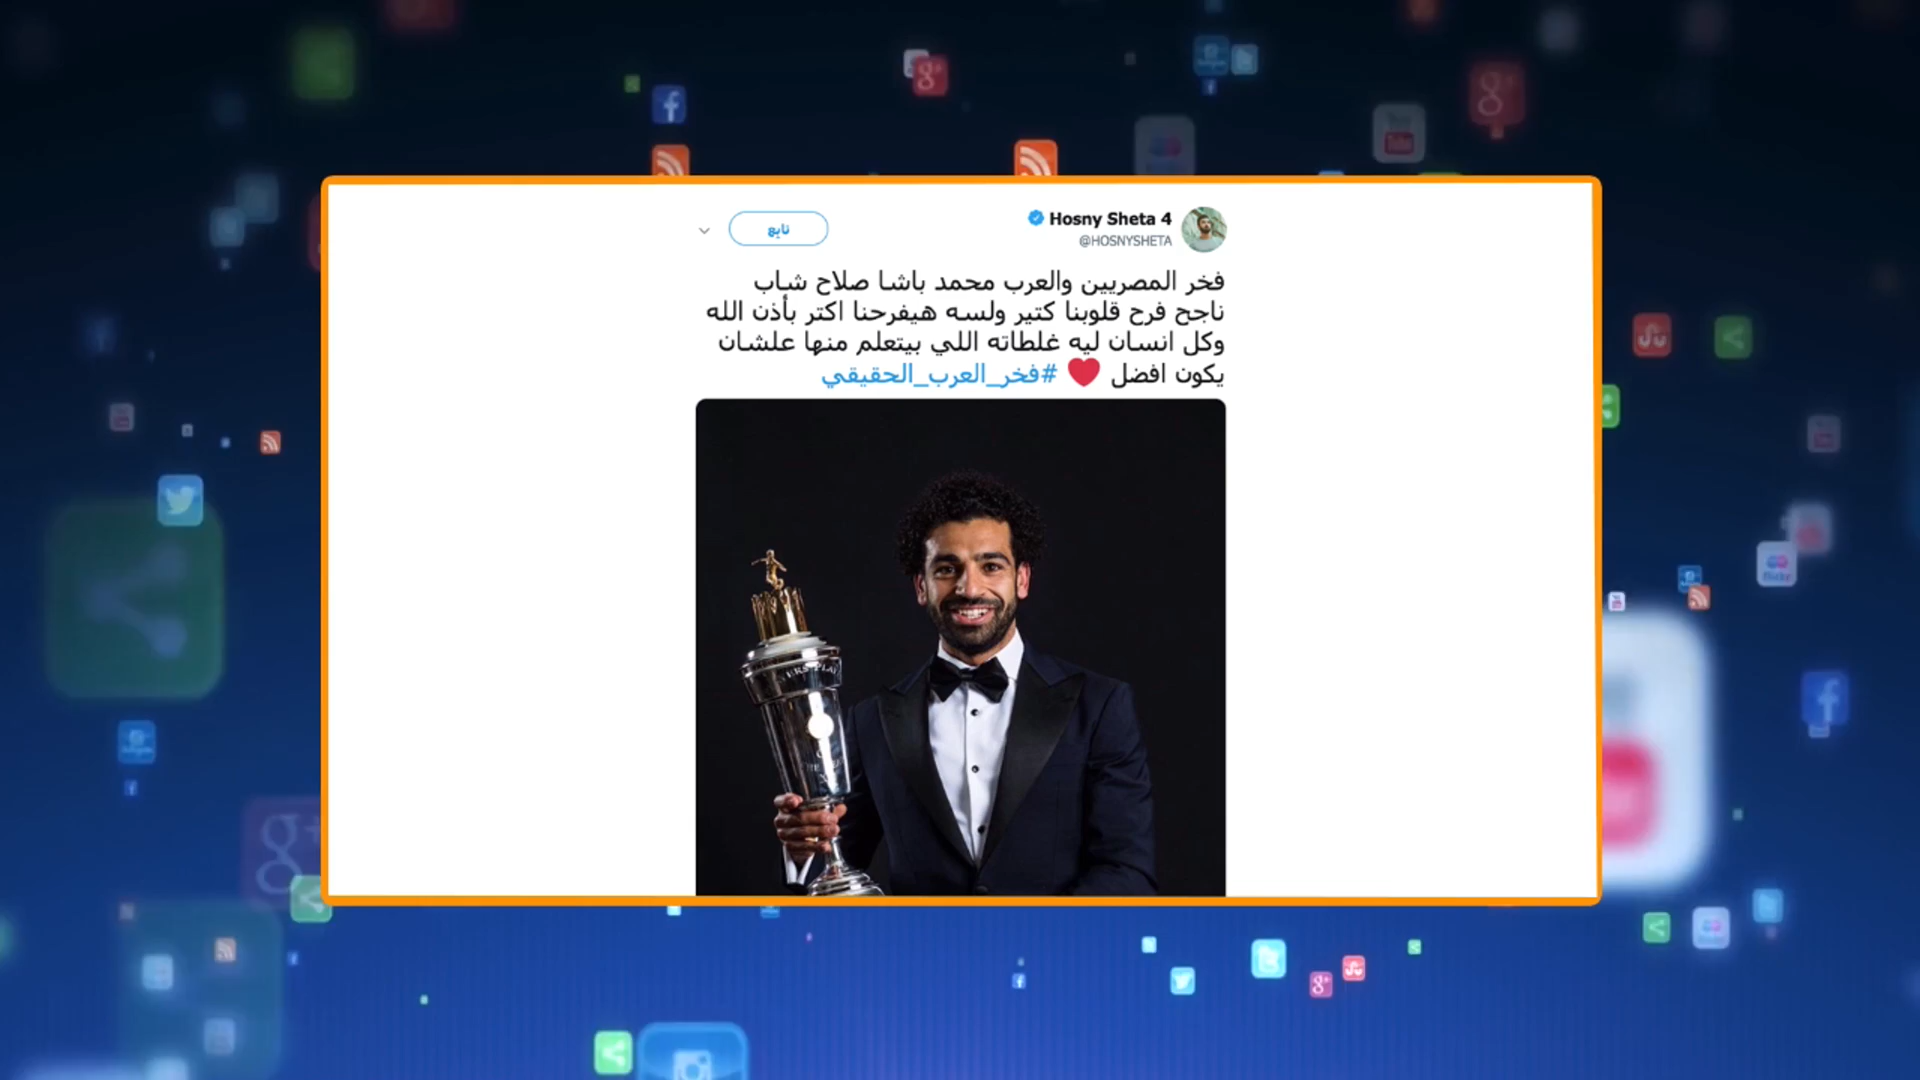 Hosny Sheta 4
@HOSNYSHETA
تابع
فخر المصريين والعرب محمد باشا صلاح شاب
ناجح فرح قلوبنا كتير ولسه هيفرحنا اكتر بأذن الله
وكل انسان ليه غلطاته اللي بيتعلم منها علشان
يكون افضل ❤ #فخر_العرب_الحقيقي